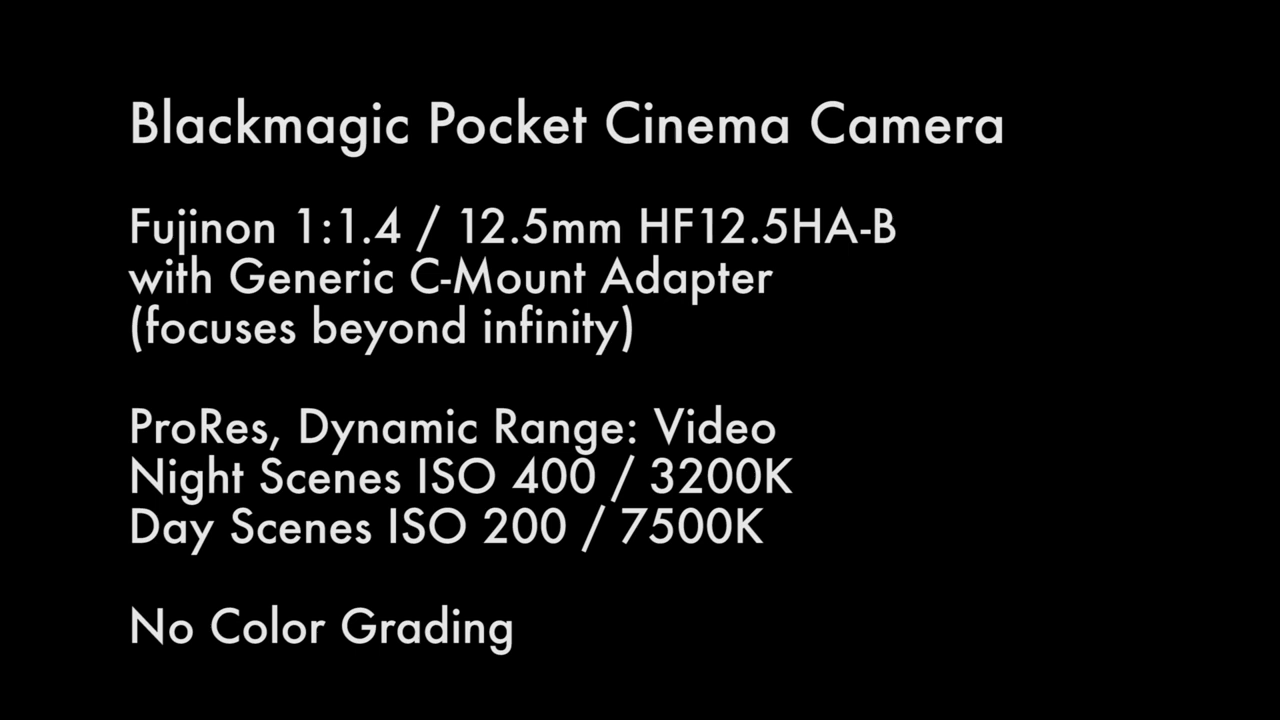 Blackmagic Pocket Cinema Camera
Fujinon 1:1.4 / 12.5mm HF12.5HA-B
with Generic C-Mount Adapter
(focuses beyond infinity)
ProRes, Dynamic Range: Video
Night Scenes ISO 400 / 3200K
Day Scenes ISO 200 / 7500K
No Color Grading